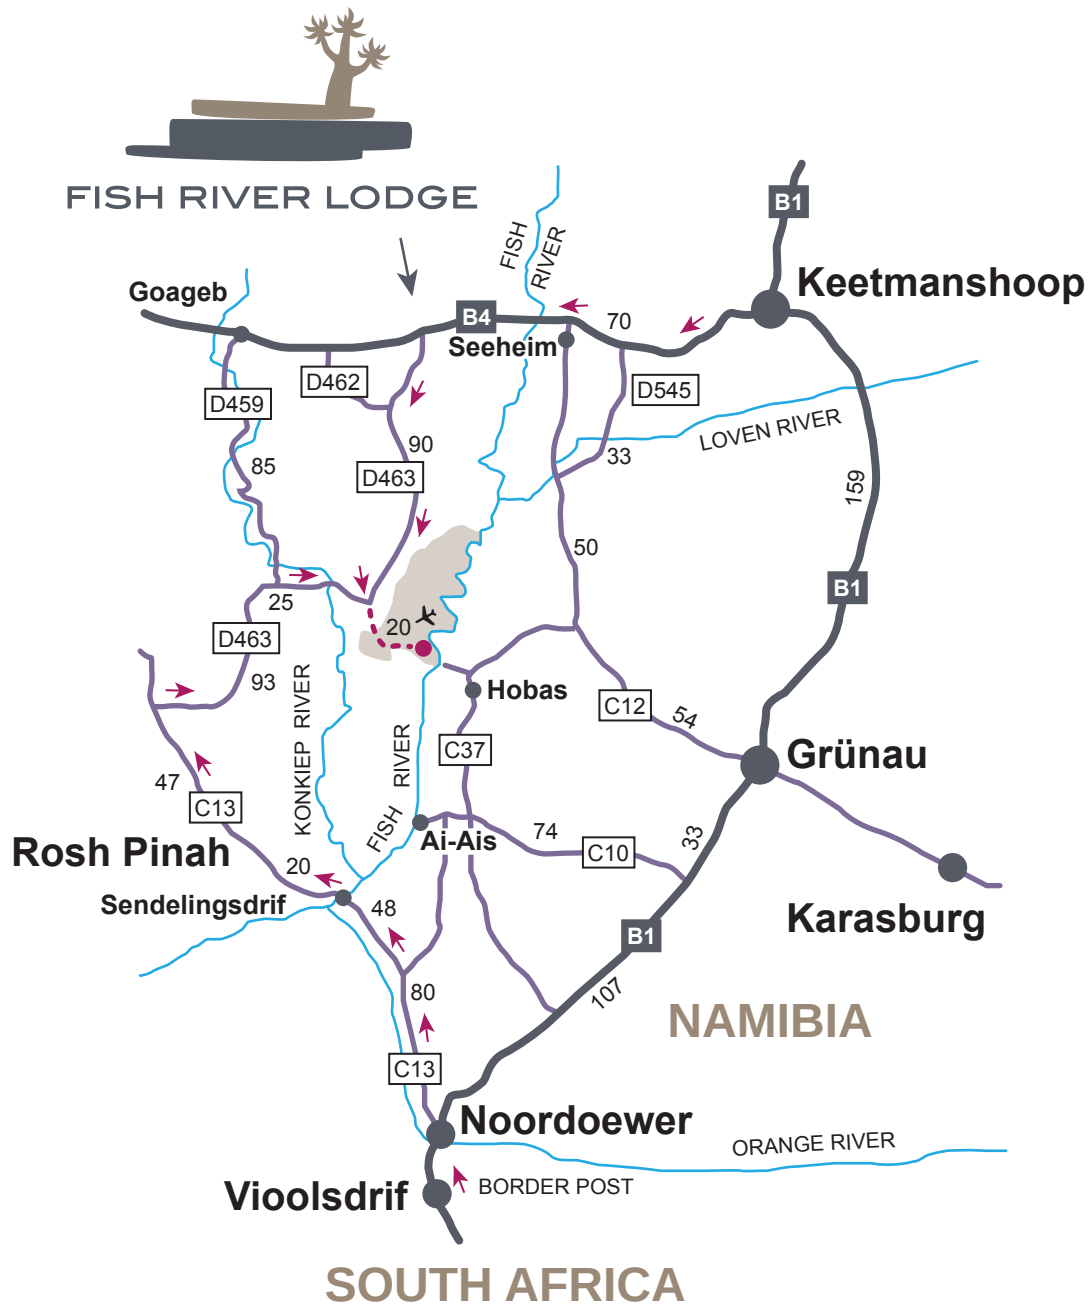 FISH RIVER LODGE
B1
FISH
RIVER
Keetmanshoop
Goageb
B4
70
Seeheim
D462
D545
D459
LOVEN RIVER
90
33
85
D463
159
50
B1
25
20
D463
93
Hobas
C12
54
KONKIEP RIVER
RIVER
FISH
C37
Grünau
47
C13
Ai-Ais
74
C10
33
Rosh Pinah
20
Sendelingsdrif
48
Karasburg
B1
80
107
NAMIBIA
C13
Noordoewer
ORANGE RIVER
Vioolsdrif
BORDER POST
SOUTH AFRICA